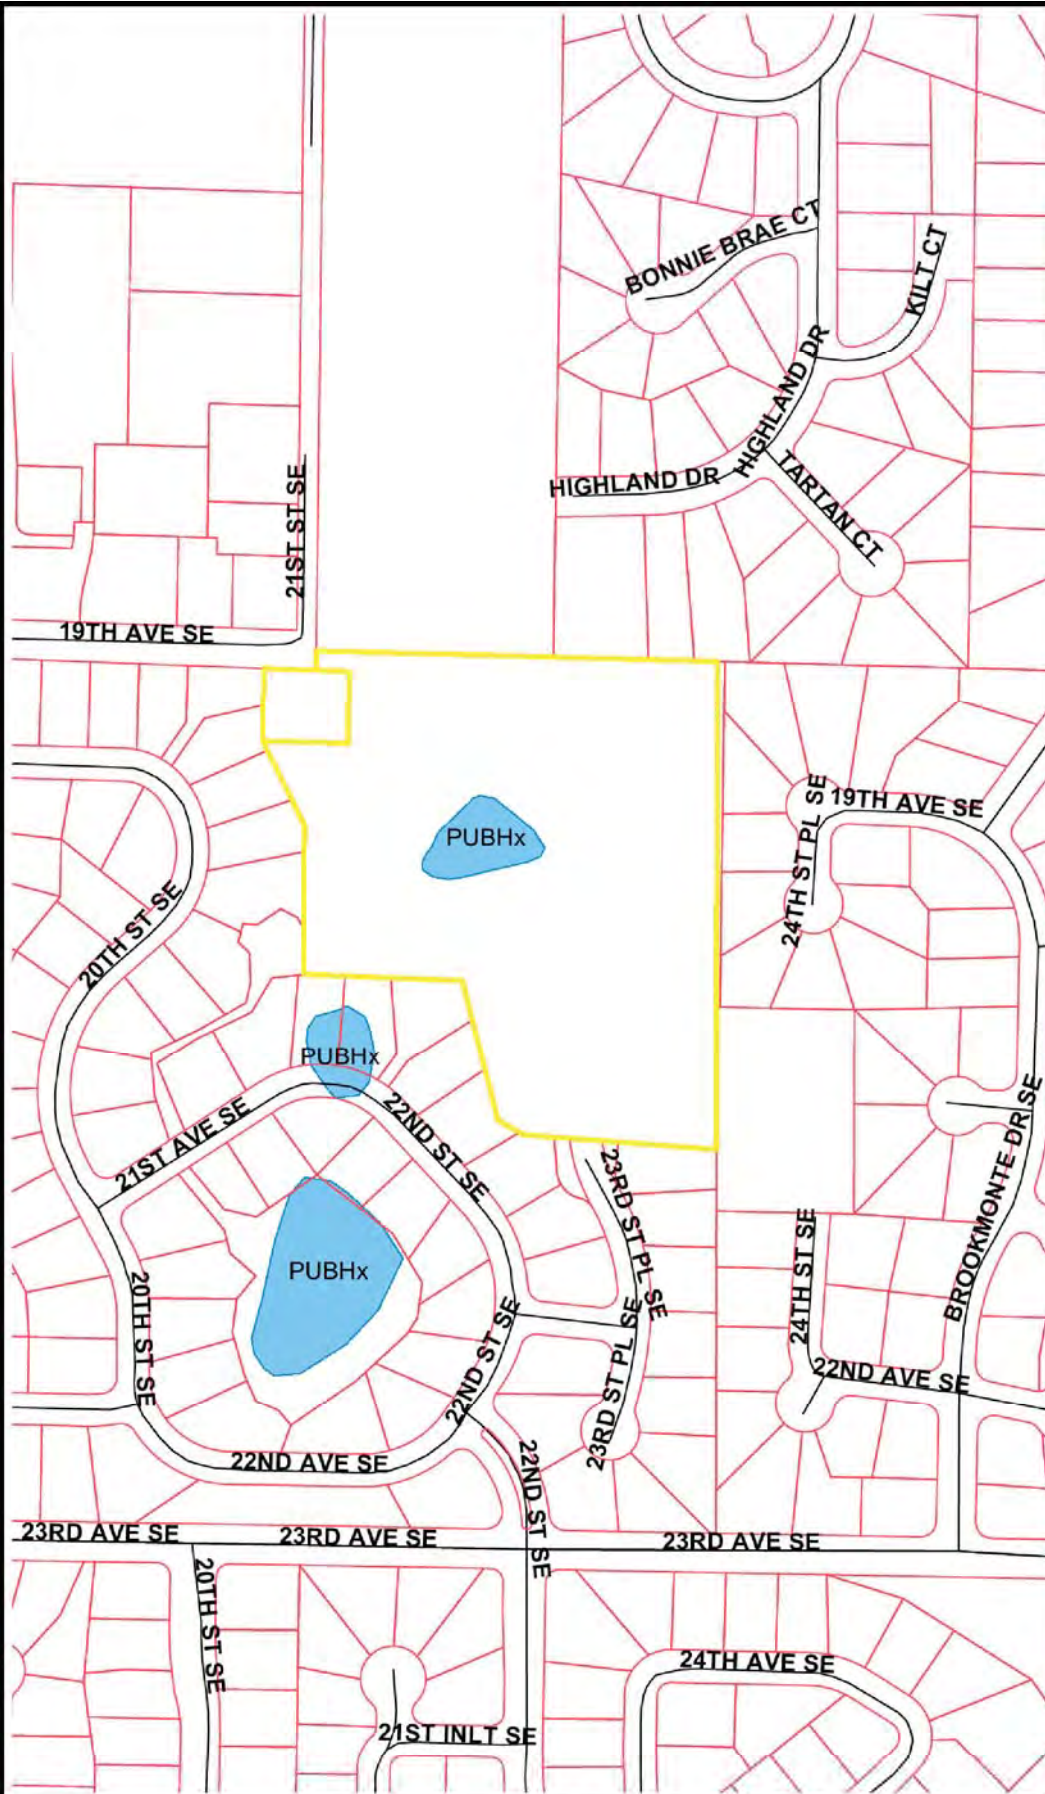 BONNIE BRAE CT
KILT CT
HIGHLAND DR
HIGHLAND DR
TARTAN CT
21ST ST SE
19TH AVE SE
PUBHx
24TH ST PL SE
19TH AVE SE
20TH ST SE
PUBHx
21ST AVE SE
22ND ST SE
23RD ST PL SE
BROOKMONTE DR SE
PUBHx
24TH ST SE
20TH ST SE
22ND ST SE
23RD ST PL SE
22ND AVE SE
22ND AVE SE
22ND ST SE
23RD AVE SE
23RD AVE SE
23RD AVE SE
20TH ST SE
24TH AVE SE
21ST INLT SE